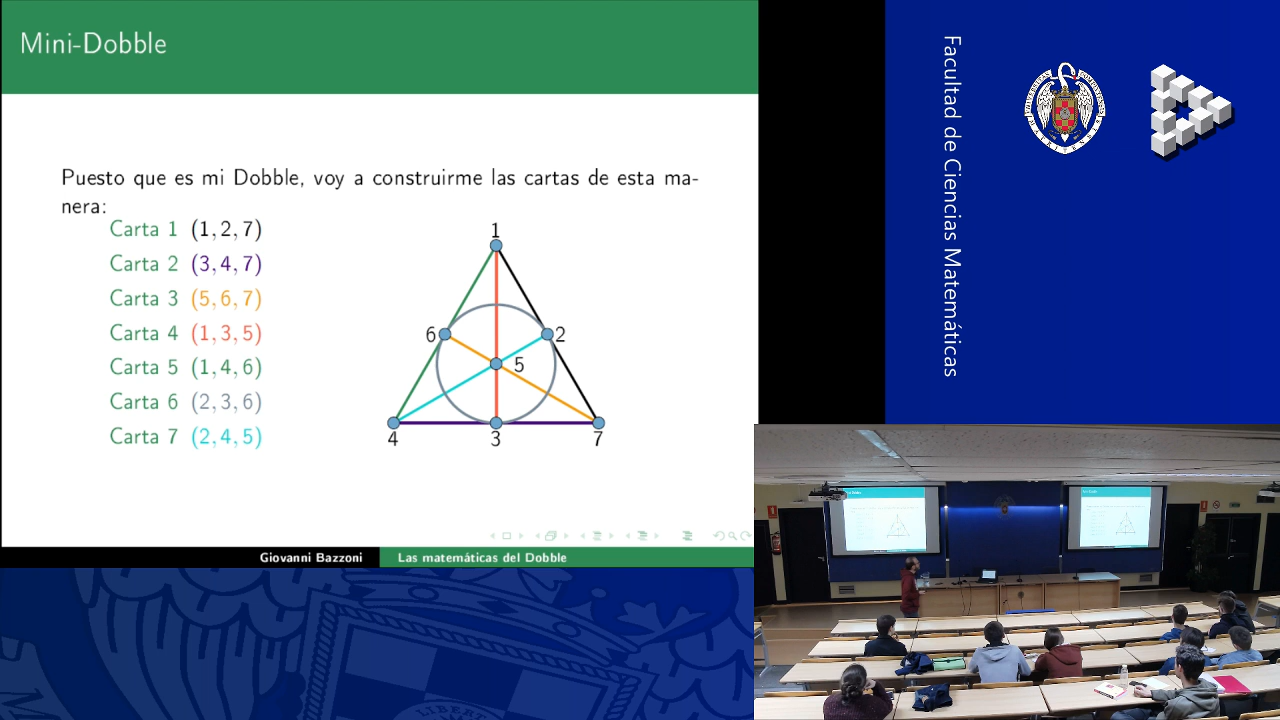 Mini-Dobble
Puesto que es mi Dobble, voy a construirme las cartas de esta ma-
nera:
Carta 1 (1, 2, 7)
Carta 2 (3, 4, 7)
Carta 3 (5, 6, 7)
Carta 4 (1, 3, 5)
Carta 5 (1, 4, 6)
Carta 6 (2, 3, 6)
Carta 7 (2, 4, 5)
1
6
2
5
4
3
7
Giovanni Bazzoni
Las matemáticas del Dobble
Facultad de Ciencias Matemáticas